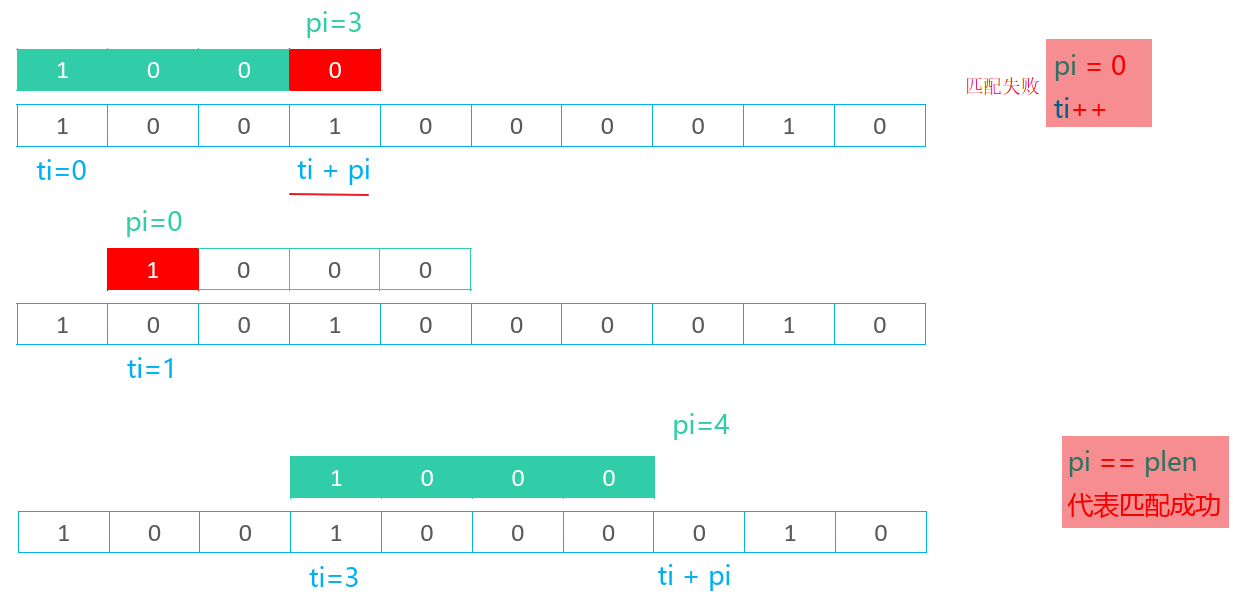 pi=3
1 0 0 0
匹配失败
pi = 0
ti++
1 0 0 1 0 0 0 0 1 0
ti=0 ti + pi
pi=0
1 0 0 0
1 0 0 1 0 0 0 0 1 0
ti=1
pi=4
1 0 0 0
pi == plen
代表匹配成功
1 0 0 1 0 0 0 0 1 0
ti=3 ti + pi